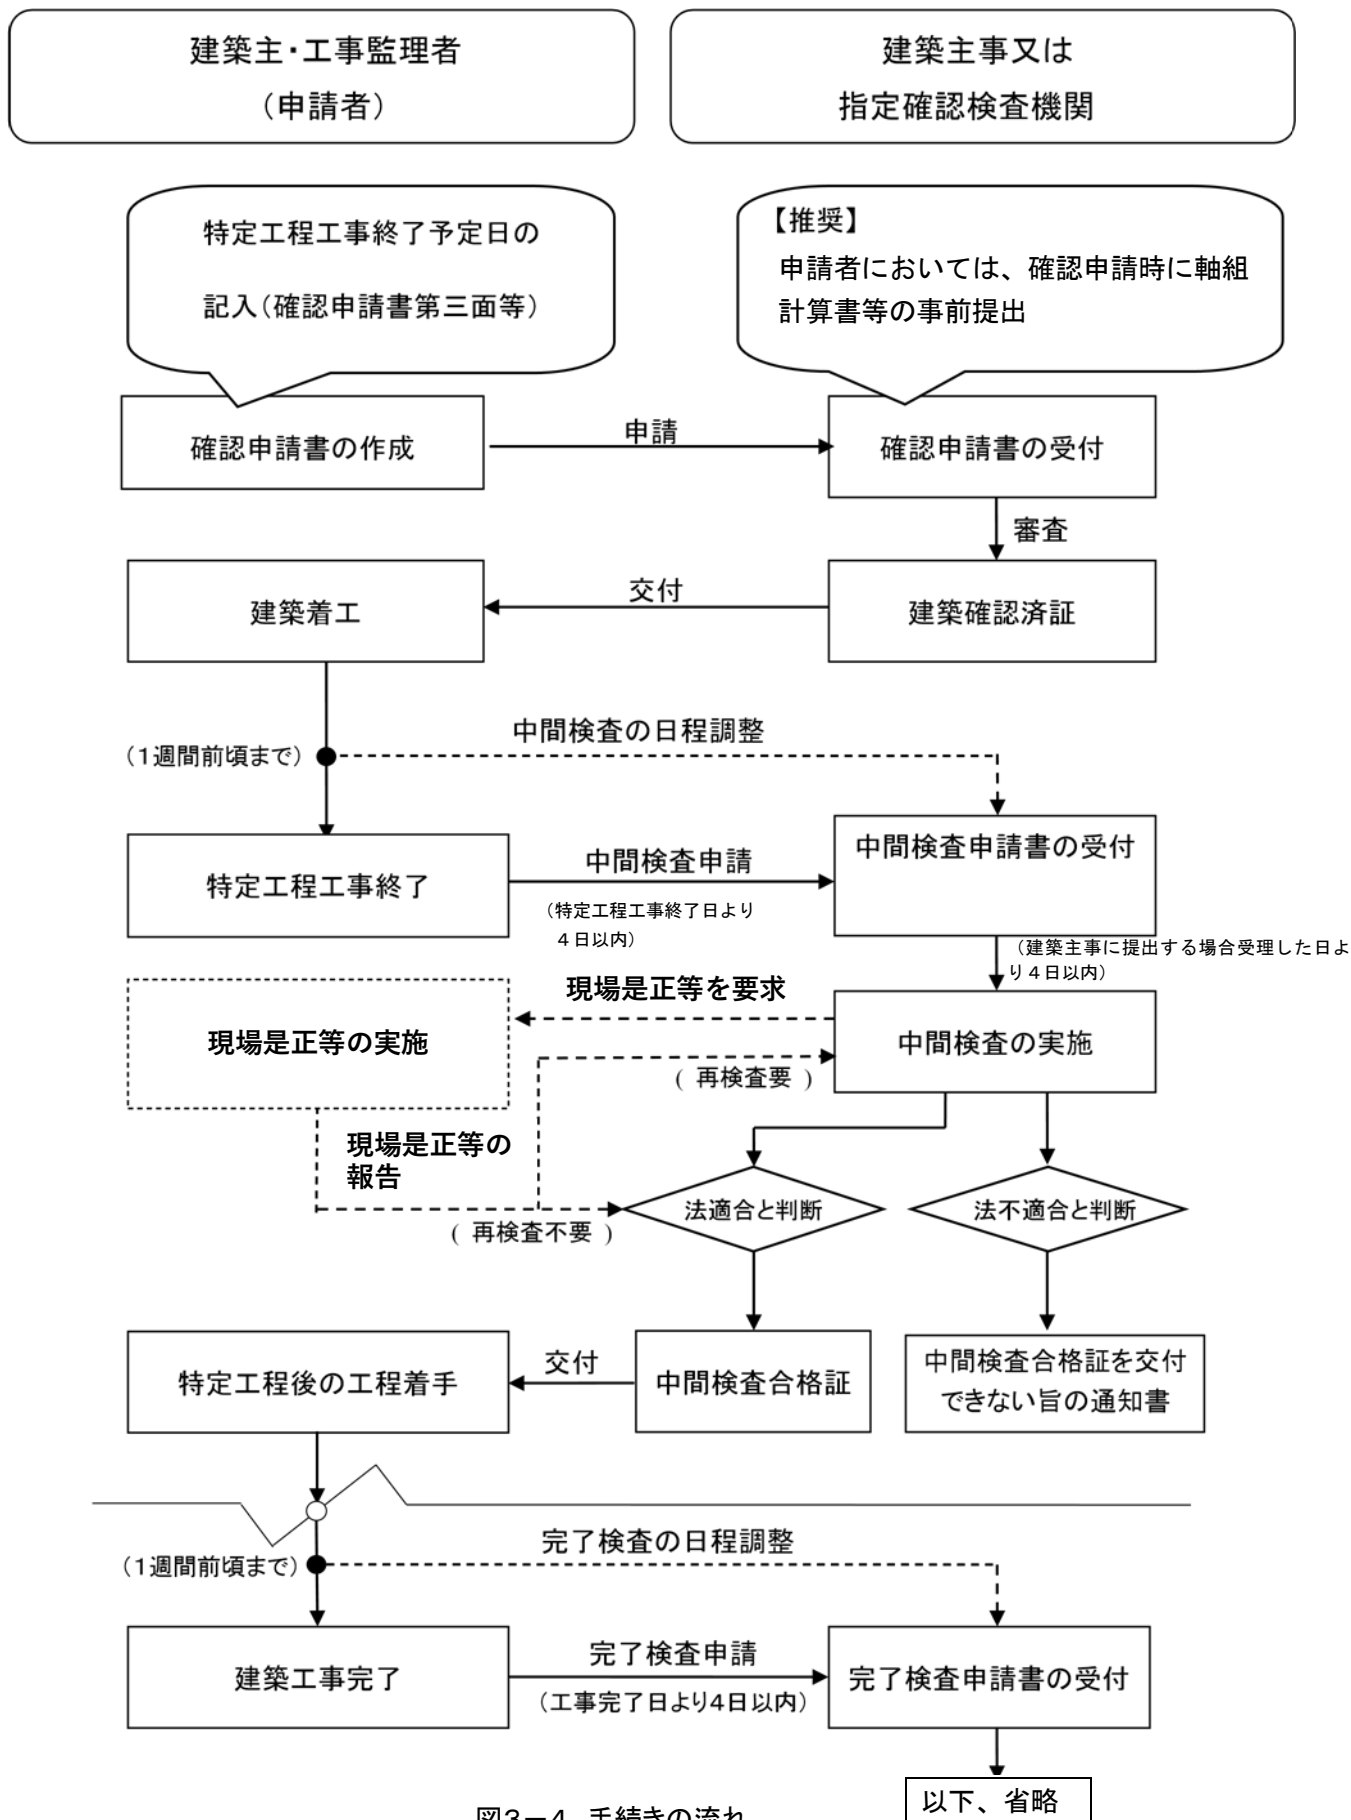 建築主・工事監理者
（申請者）
建築主事又は
指定確認検査機関
特定工程工事終了予定日の
記入（確認申請書第三面等）
【推奨】
申請者においては、確認申請時に軸組
計算書等の事前提出
確認申請書の作成
申請
確認申請書の受付
審査
建築着工
交付
建築確認済証
中間検査の日程調整
（1週間前頃まで）
特定工程工事終了
中間検査申請
（特定工程工事終了日より
４日以内）
中間検査申請書の受付
（建築主事に提出する場合受理した日よ
り４日以内）
現場是正等を要求
現場是正等の実施
中間検査の実施
( 再検査要 )
現場是正等の
報告
( 再検査不要 )
法適合と判断
法不適合と判断
特定工程後の工程着手
交付
中間検査合格証
中間検査合格証を交付
できない旨の通知書
完了検査の日程調整
（1週間前頃まで）
建築工事完了
完了検査申請
（工事完了日より4日以内）
完了検査申請書の受付
以下、省略
図３－４ 手続きの流れ